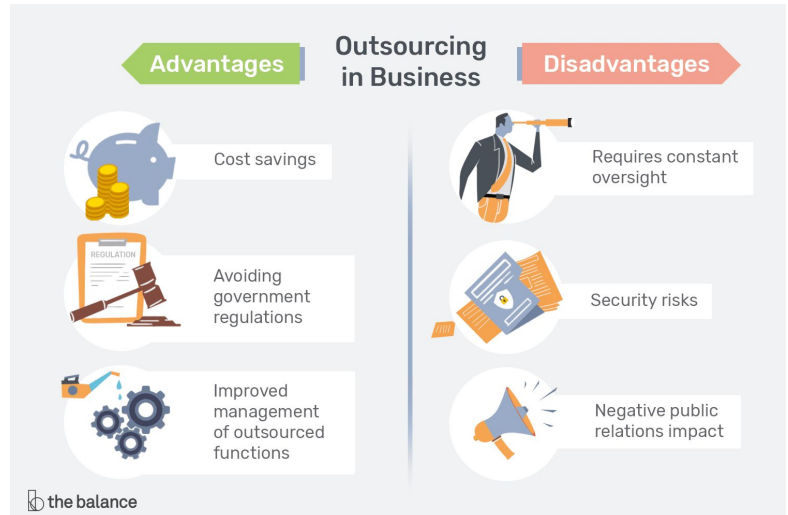 Outsourcing
in Business
Advantages
Cost savings
REGULATION
Avoiding
government
regulations
Improved
management
of outsourced
functions
Disadvantages
Requires constant
oversight
Security risks
Negative public
relations impact
the balance